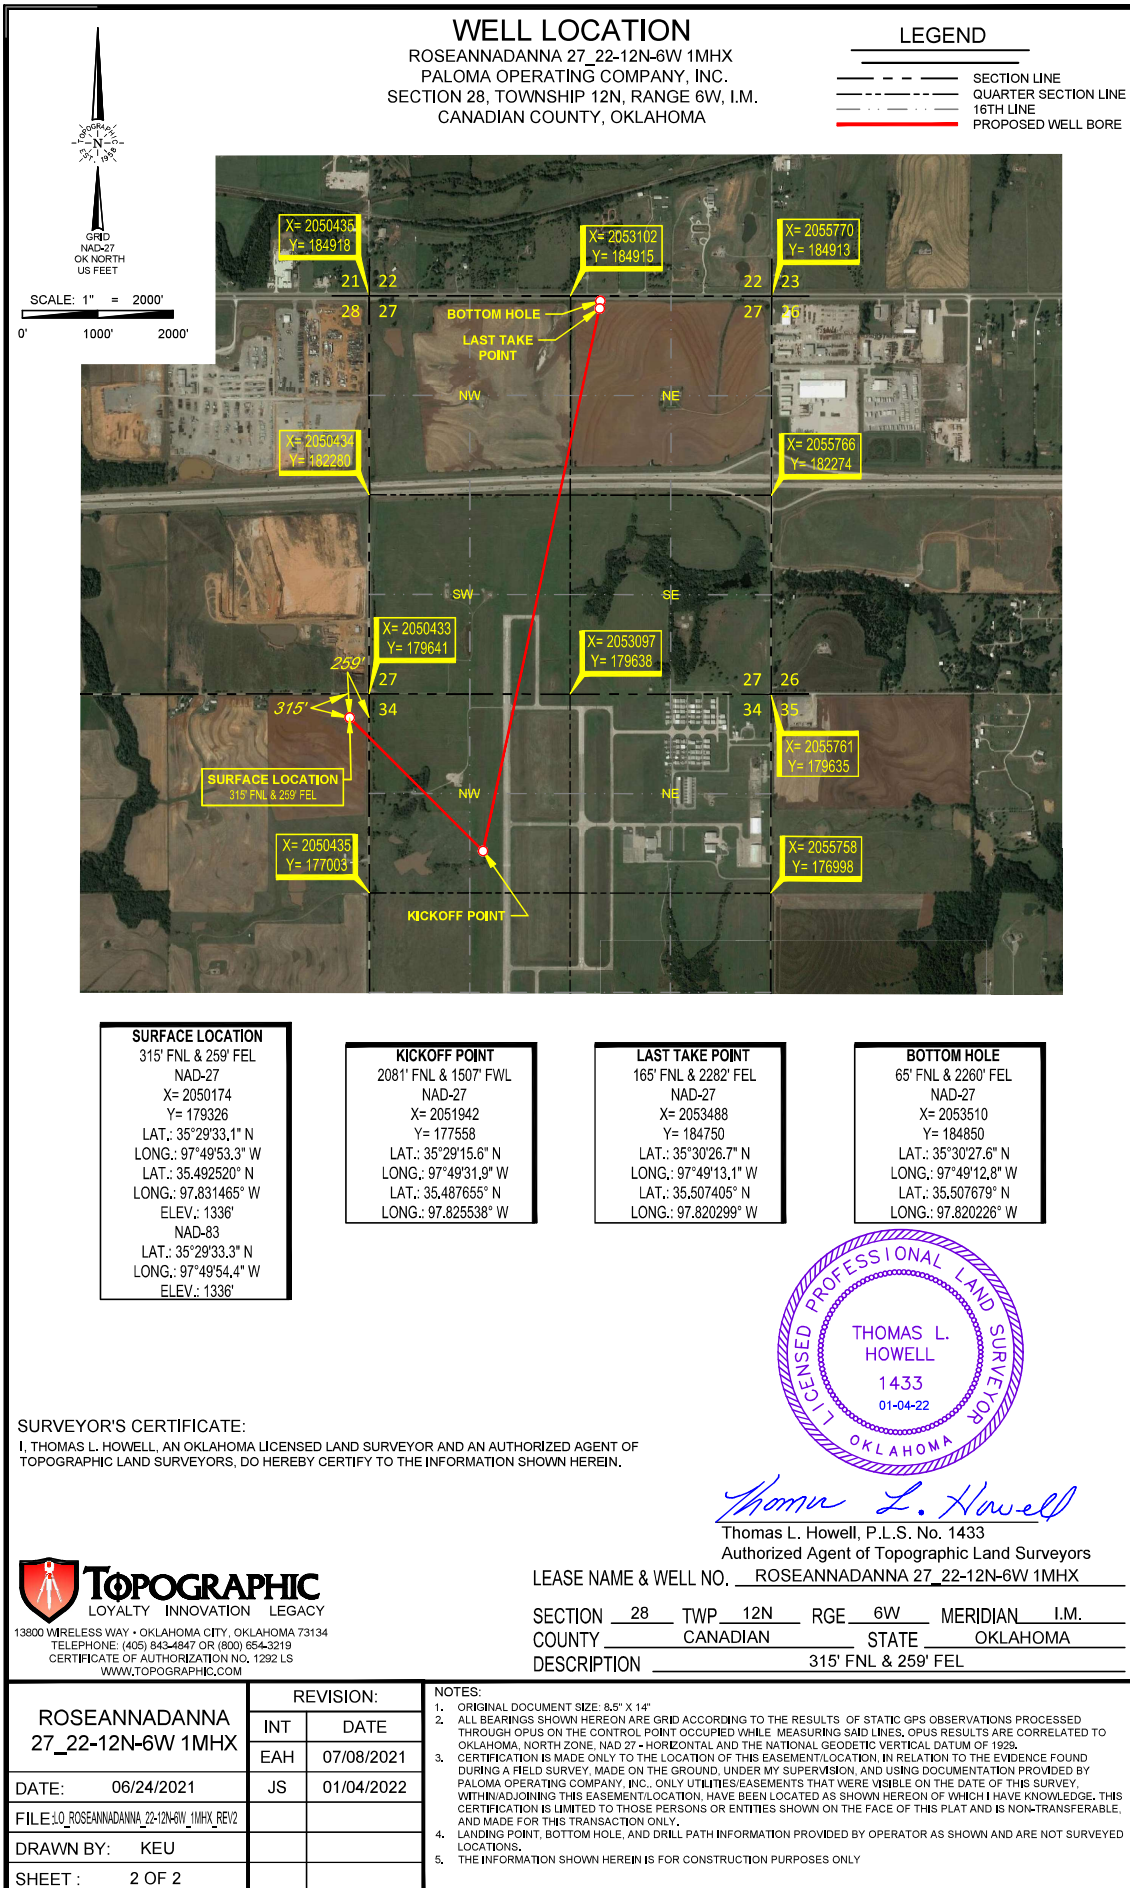 WELL LOCATION
ROSEANNADANNA 27_22-12N-6W 1MHX
PALOMA OPERATING COMPANY, INC.
SECTION 28, TOWNSHIP 12N, RANGE 6W, I.M.
CANADIAN COUNTY, OKLAHOMA
LEGEND
SECTION LINE
QUARTER SECTION LINE
16TH LINE
PROPOSED WELL BORE
TOPOGRAPHIC
N
EST. 1958
GRID
NAD-27
OK NORTH
US FEET
SCALE: 1" = 2000'
0' 1000' 2000'
X= 2050435
Y= 184918
X= 2053102
Y= 184915
X= 2055770
Y= 184913
21 22
28 27
22 23
27 26
BOTTOM HOLE
LAST TAKE
POINT
NW
NE
X= 2050434
Y= 182280
X= 2055766
Y= 182274
SW
SE
X= 2050433
Y= 179641
X= 2053097
Y= 179638
259'
27
27 26
315'
34
34 35
X= 2055761
Y= 179635
SURFACE LOCATION
315' FNL & 259' FEL
NW
NE
X= 2050435
Y= 177003
X= 2055758
Y= 176998
KICKOFF POINT
SURFACE LOCATION
315' FNL & 259' FEL
NAD-27
X= 2050174
Y= 179326
LAT.: 35°29'33.1" N
LONG.: 97°49'53.3" W
LAT.: 35.492520° N
LONG.: 97.831465° W
ELEV.: 1336'
NAD-83
LAT.: 35°29'33.3" N
LONG.: 97°49'54.4" W
ELEV.: 1336'
KICKOFF POINT
2081' FNL & 1507' FWL
NAD-27
X= 2051942
Y= 177558
LAT.: 35°29'15.6" N
LONG.: 97°49'31.9" W
LAT.: 35.487655° N
LONG.: 97.825538° W
LAST TAKE POINT
165' FNL & 2282' FEL
NAD-27
X= 2053488
Y= 184750
LAT.: 35°30'26.7" N
LONG.: 97°49'13.1" W
LAT.: 35.507405° N
LONG.: 97.820299° W
BOTTOM HOLE
65' FNL & 2260' FEL
NAD-27
X= 2053510
Y= 184850
LAT.: 35°30'27.6" N
LONG.: 97°49'12.8" W
LAT.: 35.507679° N
LONG.: 97.820226° W
LICENSED PROFESSIONAL LAND SURVEYOR
THOMAS L.
HOWELL
1433
01-04-22
OKLAHOMA
SURVEYOR'S CERTIFICATE:
I, THOMAS L. HOWELL, AN OKLAHOMA LICENSED LAND SURVEYOR AND AN AUTHORIZED AGENT OF
TOPOGRAPHIC LAND SURVEYORS, DO HEREBY CERTIFY TO THE INFORMATION SHOWN HEREIN.
Thomas L. Howell
Thomas L. Howell, P.L.S. No. 1433
Authorized Agent of Topographic Land Surveyors
TOPOGRAPHIC
LOYALTY INNOVATION LEGACY
13800 WIRELESS WAY • OKLAHOMA CITY, OKLAHOMA 73134
TELEPHONE: (405) 843-4847 OR (800) 654-3219
CERTIFICATE OF AUTHORIZATION NO. 1292 LS
WWW.TOPOGRAPHIC.COM
LEASE NAME & WELL NO. ROSEANNADANNA 27_22-12N-6W 1MHX
SECTION 28 TWP 12N RGE 6W MERIDIAN I.M.
COUNTY CANADIAN STATE OKLAHOMA
DESCRIPTION 315' FNL & 259' FEL
ROSEANNADANNA
27_22-12N-6W 1MHX
DATE: 06/24/2021
FILE:LO_ROSEANNADANNA_22-12N-6W_1MHX_REV2
DRAWN BY: KEU
SHEET : 2 OF 2
REVISION:
INT DATE
EAH 07/08/2021
JS 01/04/2022
NOTES:
1. ORIGINAL DOCUMENT SIZE: 8.5" X 14"
2. ALL BEARINGS SHOWN HEREON ARE GRID ACCORDING TO THE RESULTS OF STATIC GPS OBSERVATIONS PROCESSED
THROUGH OPUS ON THE CONTROL POINT OCCUPIED WHILE MEASURING SAID LINES. OPUS RESULTS ARE CORRELATED TO
OKLAHOMA, NORTH ZONE, NAD 27 - HORIZONTAL AND THE NATIONAL GEODETIC VERTICAL DATUM OF 1929.
3. CERTIFICATION IS MADE ONLY TO THE LOCATION OF THIS EASEMENT/LOCATION, IN RELATION TO THE EVIDENCE FOUND
DURING A FIELD SURVEY, MADE ON THE GROUND, UNDER MY SUPERVISION, AND USING DOCUMENTATION PROVIDED BY
PALOMA OPERATING COMPANY, INC.. ONLY UTILITIES/EASEMENTS THAT WERE VISIBLE ON THE DATE OF THIS SURVEY,
WITHIN/ADJOINING THIS EASEMENT/LOCATION, HAVE BEEN LOCATED AS SHOWN HEREON OF WHICH I HAVE KNOWLEDGE. THIS
CERTIFICATION IS LIMITED TO THOSE PERSONS OR ENTITIES SHOWN ON THE FACE OF THIS PLAT AND IS NON-TRANSFERABLE,
AND MADE FOR THIS TRANSACTION ONLY.
4. LANDING POINT, BOTTOM HOLE, AND DRILL PATH INFORMATION PROVIDED BY OPERATOR AS SHOWN AND ARE NOT SURVEYED
LOCATIONS.
5. THE INFORMATION SHOWN HEREIN IS FOR CONSTRUCTION PURPOSES ONLY